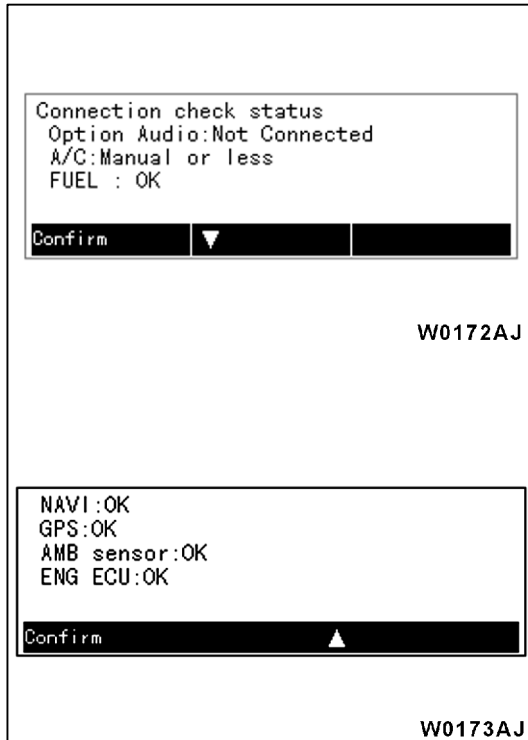 Connection check status
Option Audio:Not Connected
A/C:Manual or less
FUEL : OK
Confirm ▼
W0172AJ
NAVI:OK
GPS:OK
AMB sensor:OK
ENG ECU:OK
Confirm ▲
W0173AJ